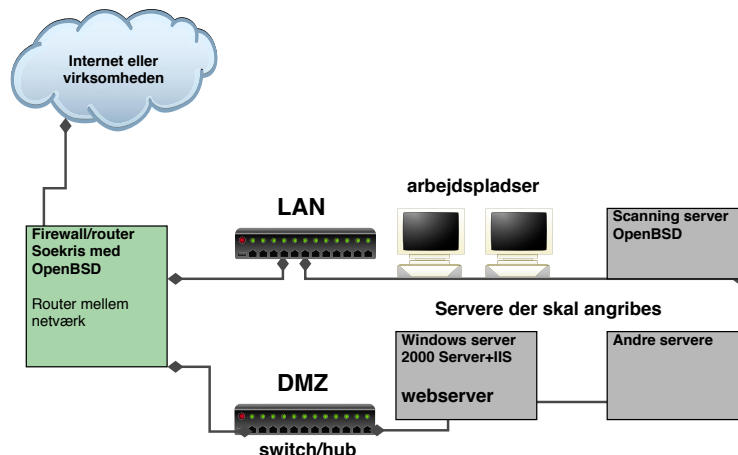 Internet eller
virksomheden
arbejdspladser
LAN
Scanning server
OpenBSD
Firewall/router
Soekris med
OpenBSD
Router mellem
netværk
Servere der skal angribes
Windows server
2000 Server+IIS
webserver
Andre servere
DMZ
switch/hub